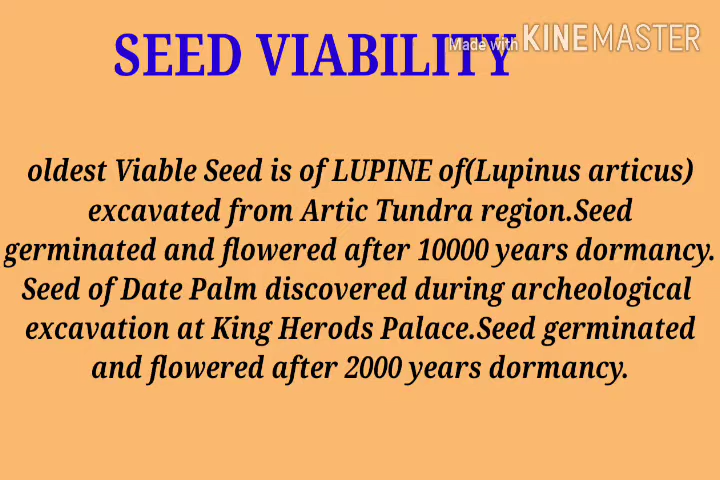 SEED VIABILITY
Made with KINEMASTER
oldest Viable Seed is of LUPINE of(Lupinus articus)
excavated from Artic Tundra region.Seed
germinated and flowered after 10000 years dormancy.
Seed of Date Palm discovered during archeological
excavation at King Herods Palace.Seed germinated
and flowered after 2000 years dormancy.